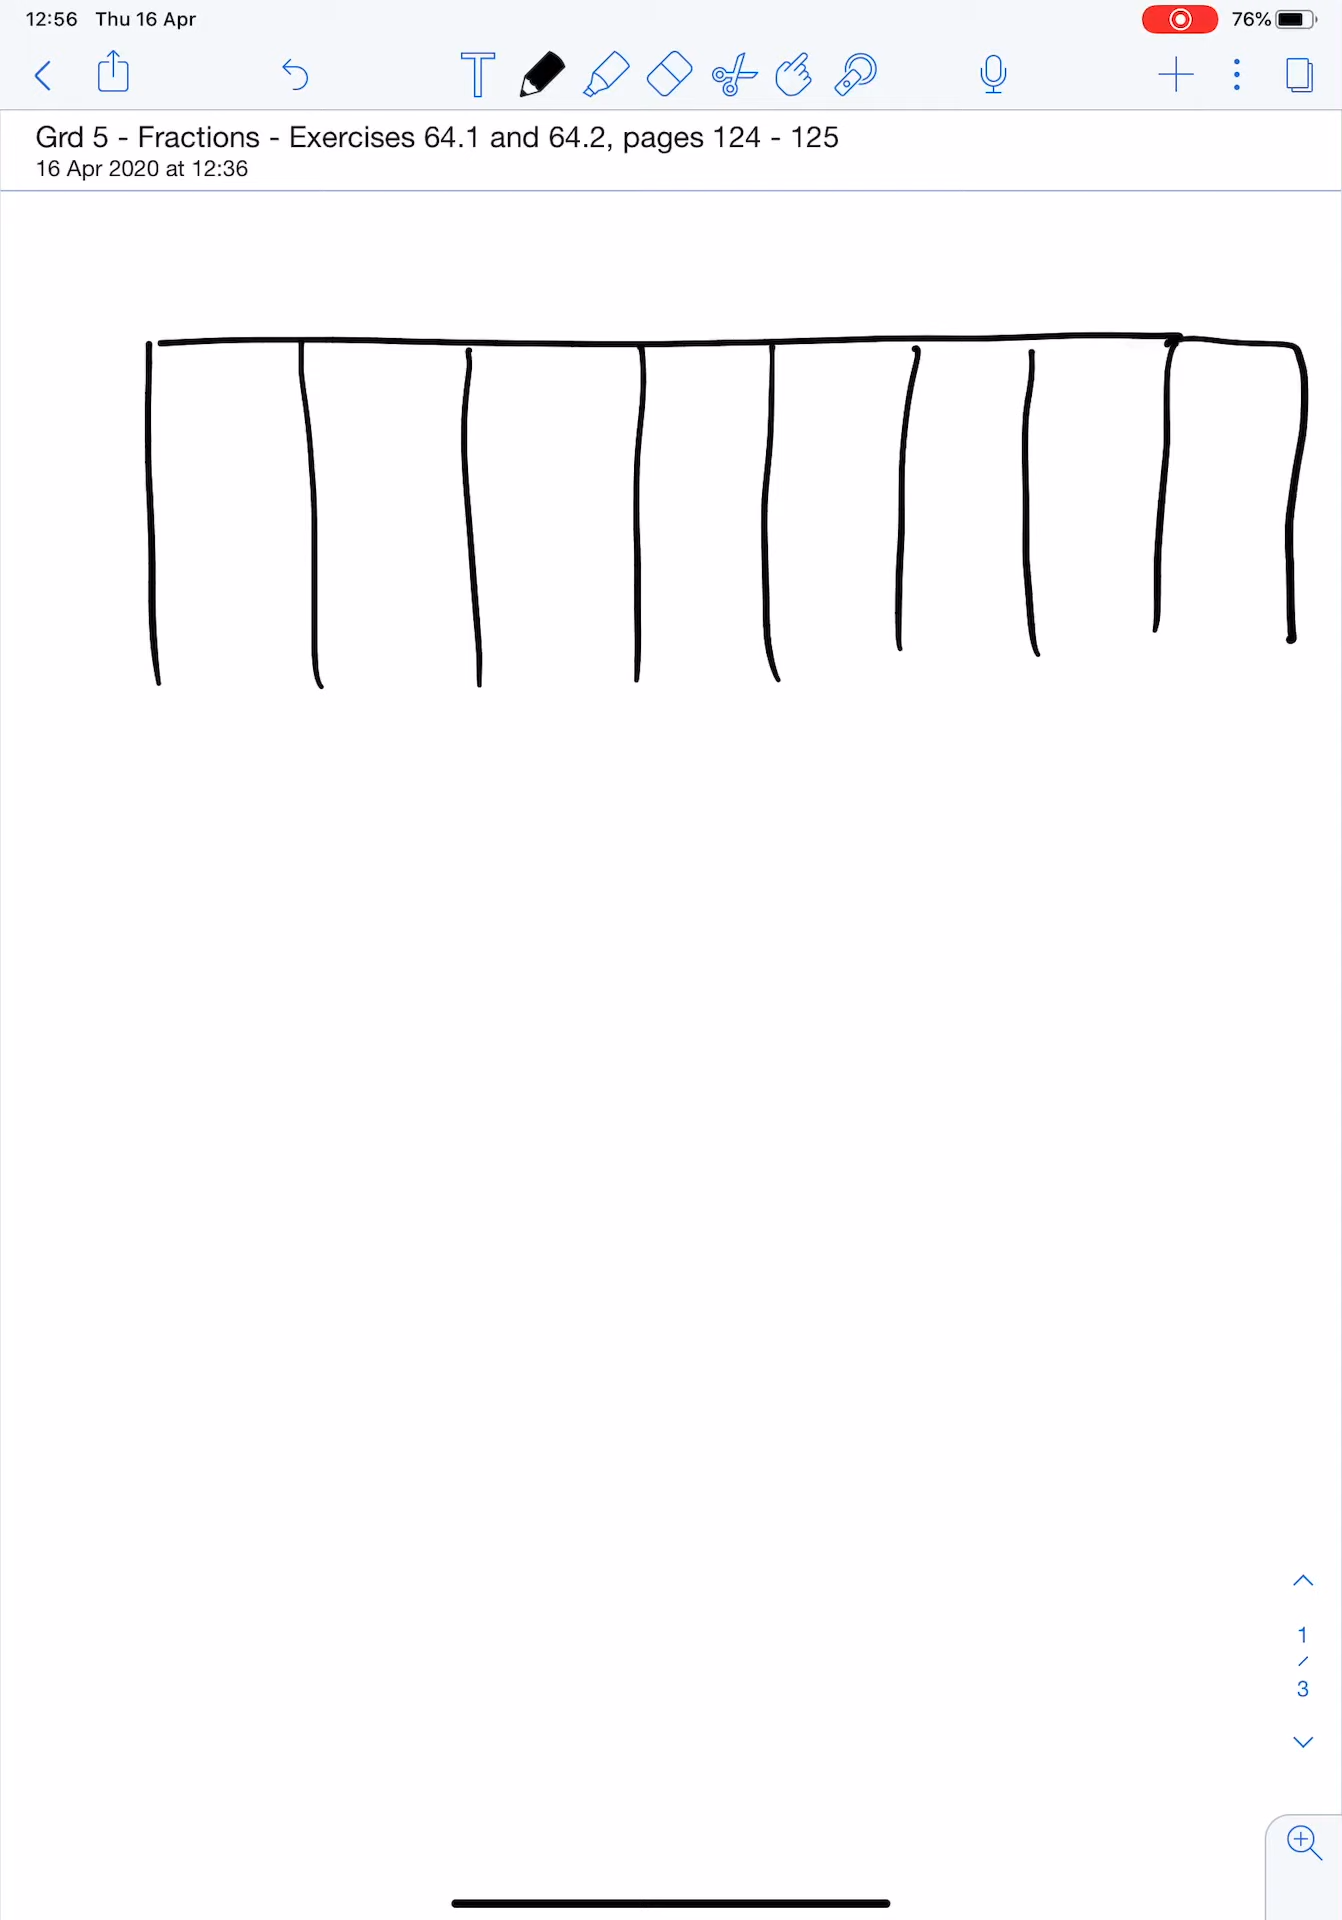 12:56 Thu 16 Apr
76%
T
Grd 5 - Fractions - Exercises 64.1 and 64.2, pages 124 - 125
16 Apr 2020 at 12:36
1
/
3